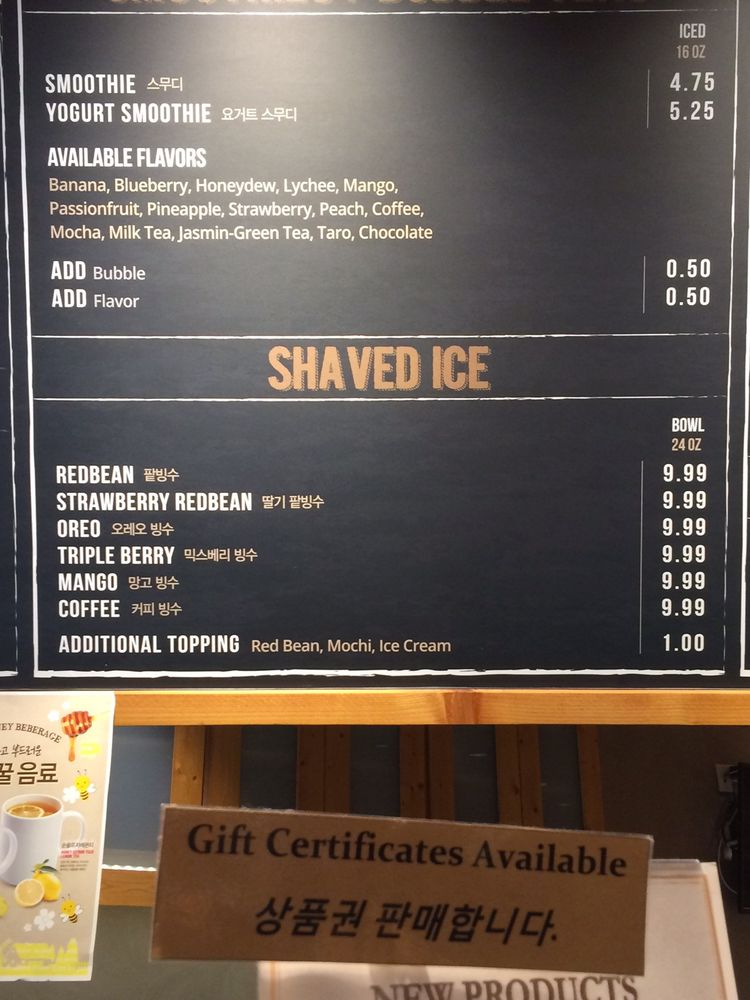 ICED
16 OZ
SMOOTHIE 스무디 4.75
YOGURT SMOOTHIE 요거트 스무디 5.25
AVAILABLE FLAVORS
Banana, Blueberry, Honeydew, Lychee, Mango,
Passionfruit, Pineapple, Strawberry, Peach, Coffee,
Mocha, Milk Tea, Jasmin-Green Tea, Taro, Chocolate
ADD Bubble 0.50
ADD Flavor 0.50
SHAVED ICE
BOWL
24 OZ
REDBEAN 팥빙수 9.99
STRAWBERRY REDBEAN 딸기 팥빙수 9.99
OREO 오레오 빙수 9.99
TRIPLE BERRY 믹스베리 빙수 9.99
MANGO 망고 빙수 9.99
COFFEE 커피 빙수 9.99
ADDITIONAL TOPPING Red Bean, Mochi, Ice Cream 1.00
BEBERAGE
부드러운
꿀 음료
Gift Certificates Available
상품권 판매합니다.
NEW PRODUCTS